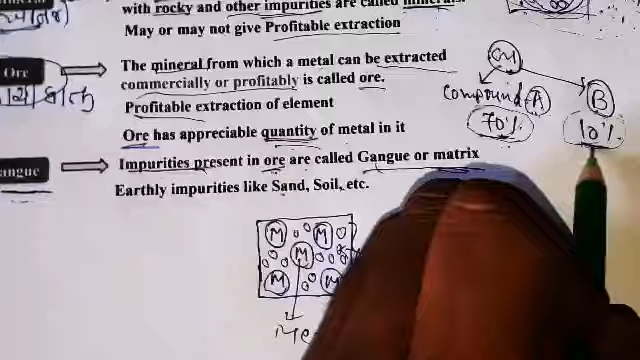 with rocky and other impurities are called minerals.
May or may not give Profitable extraction
Ore
The mineral from which a metal can be extracted
commercially or profitably is called ore.
Profitable extraction of element
Ore has appreciable quantity of metal in it
angue
Impurities present in ore are called Gangue or matrix
Earthly impurities like Sand, Soil, etc.
M
Compound A
B
70%
10%
M M
M
M M
Me